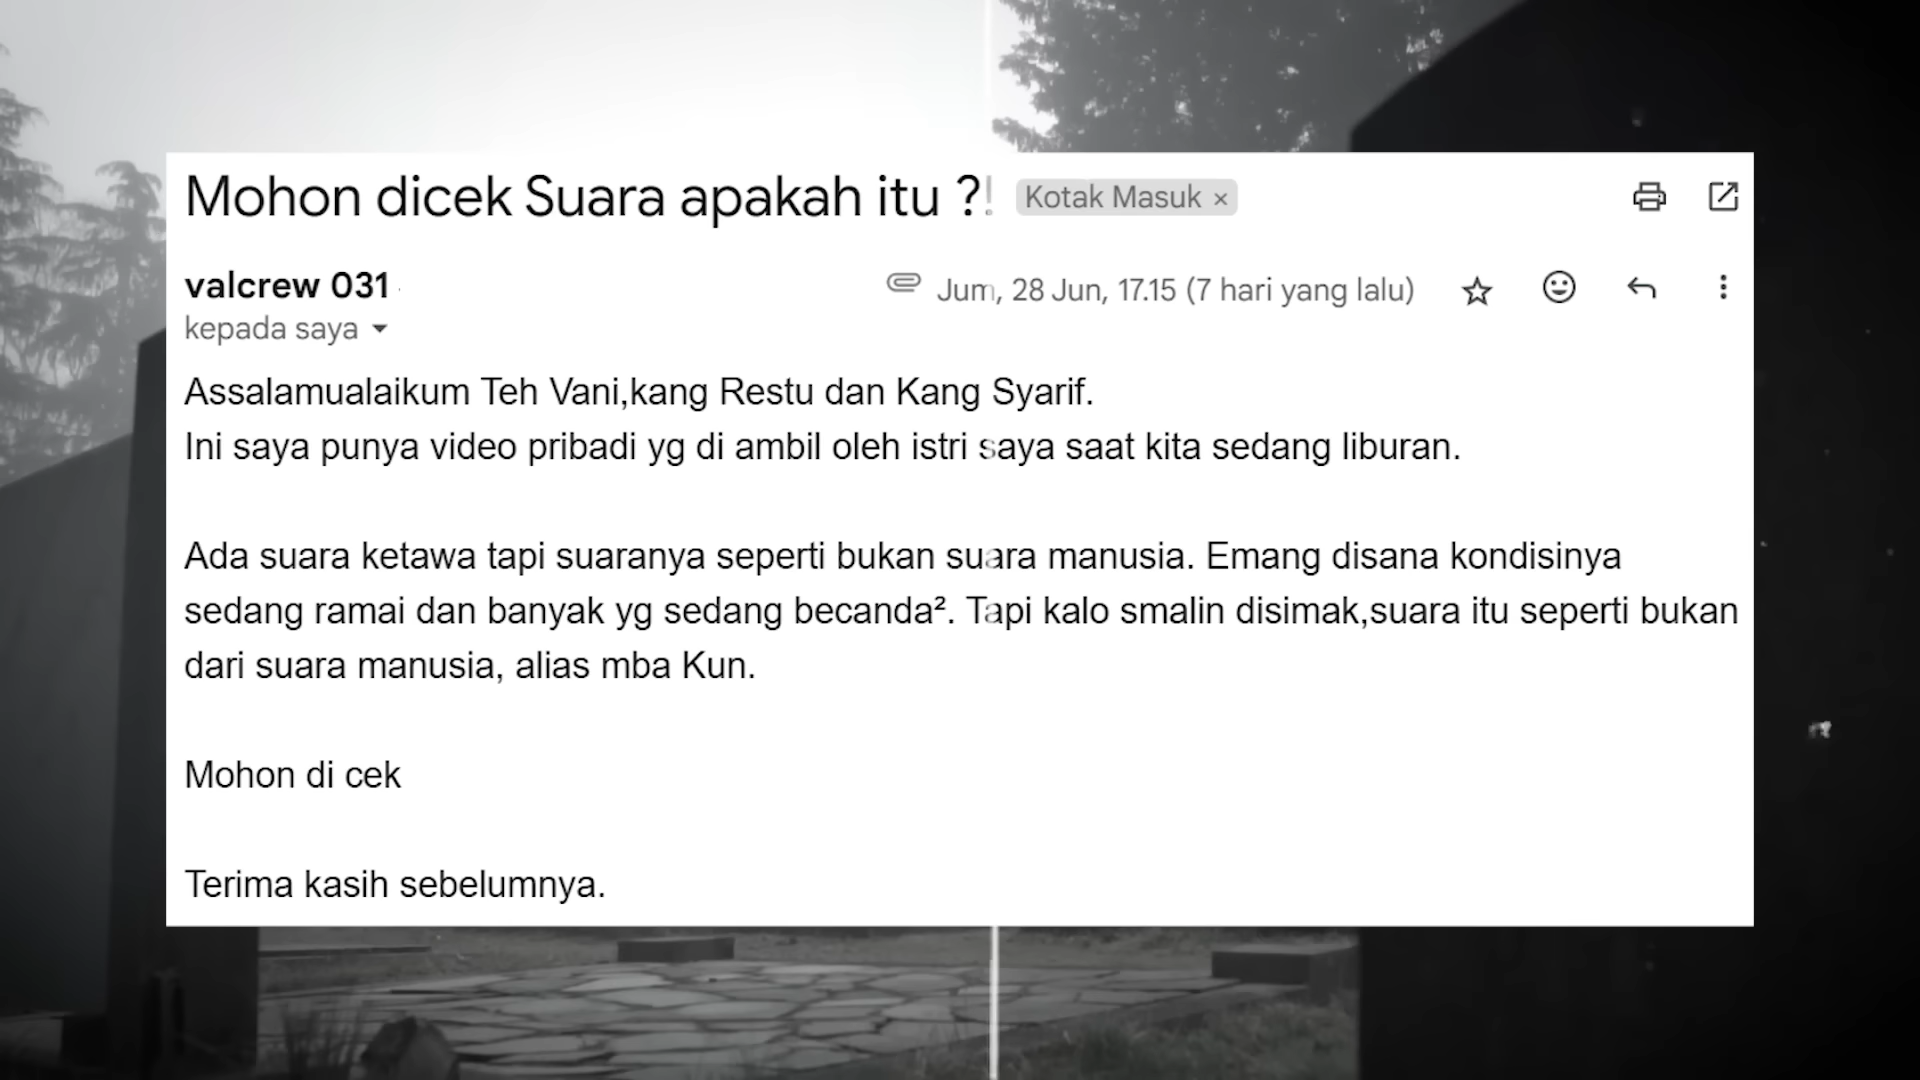 Mohon dicek Suara apakah itu ?! Kotak Masuk ×
valcrew 031
Jum, 28 Jun, 17.15 (7 hari yang lalu)
kepada saya
Assalamualaikum Teh Vani,kang Restu dan Kang Syarif.
Ini saya punya video pribadi yg di ambil oleh istri saya saat kita sedang liburan.
Ada suara ketawa tapi suaranya seperti bukan suara manusia. Emang disana kondisinya
sedang ramai dan banyak yg sedang becanda². Tapi kalo smalin disimak,suara itu seperti bukan
dari suara manusia, alias mba Kun.
Mohon di cek
Terima kasih sebelumnya.